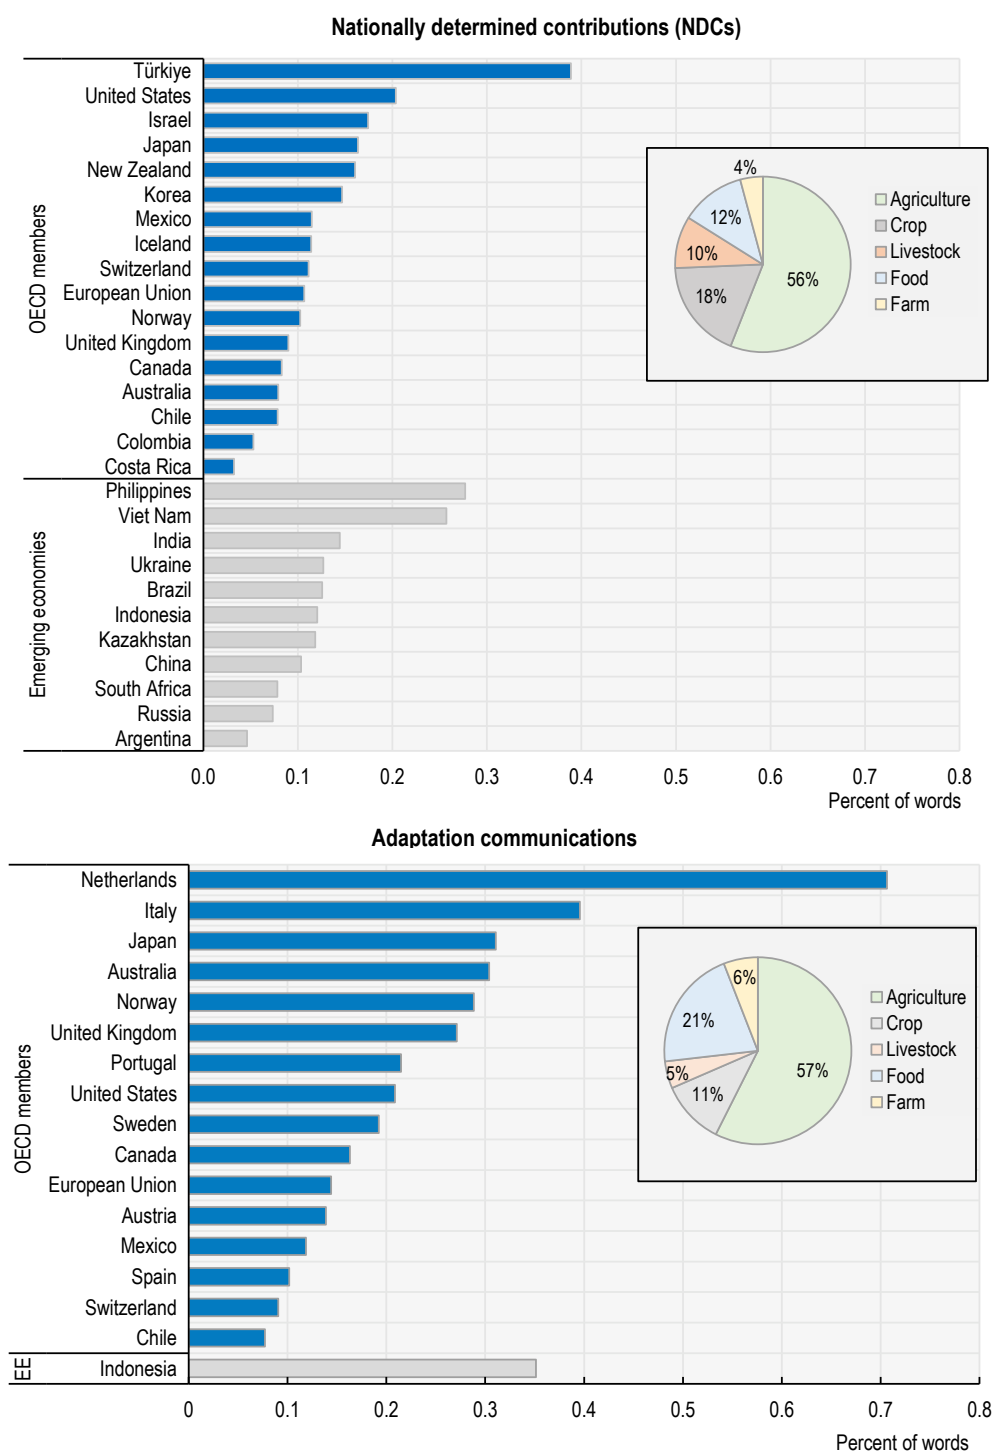 Nationally determined contributions (NDCs)
OECD members
Türkiye
United States
Israel
Japan
New Zealand
Korea
Mexico
Iceland
Switzerland
European Union
Norway
United Kingdom
Canada
Australia
Chile
Colombia
Costa Rica
Emerging economies
Philippines
Viet Nam
India
Ukraine
Brazil
Indonesia
Kazakhstan
China
South Africa
Russia
Argentina
0.0 0.1 0.2 0.3 0.4 0.5 0.6 0.7 0.8
Percent of words
4%
12%
10%
18%
56%
Agriculture
Crop
Livestock
Food
Farm
Adaptation communications
OECD members
Netherlands
Italy
Japan
Australia
Norway
United Kingdom
Portugal
United States
Sweden
Canada
European Union
Austria
Mexico
Spain
Switzerland
Chile
EE
Indonesia
0 0.1 0.2 0.3 0.4 0.5 0.6 0.7 0.8
Percent of words
6%
21%
5%
11%
57%
Agriculture
Crop
Livestock
Food
Farm